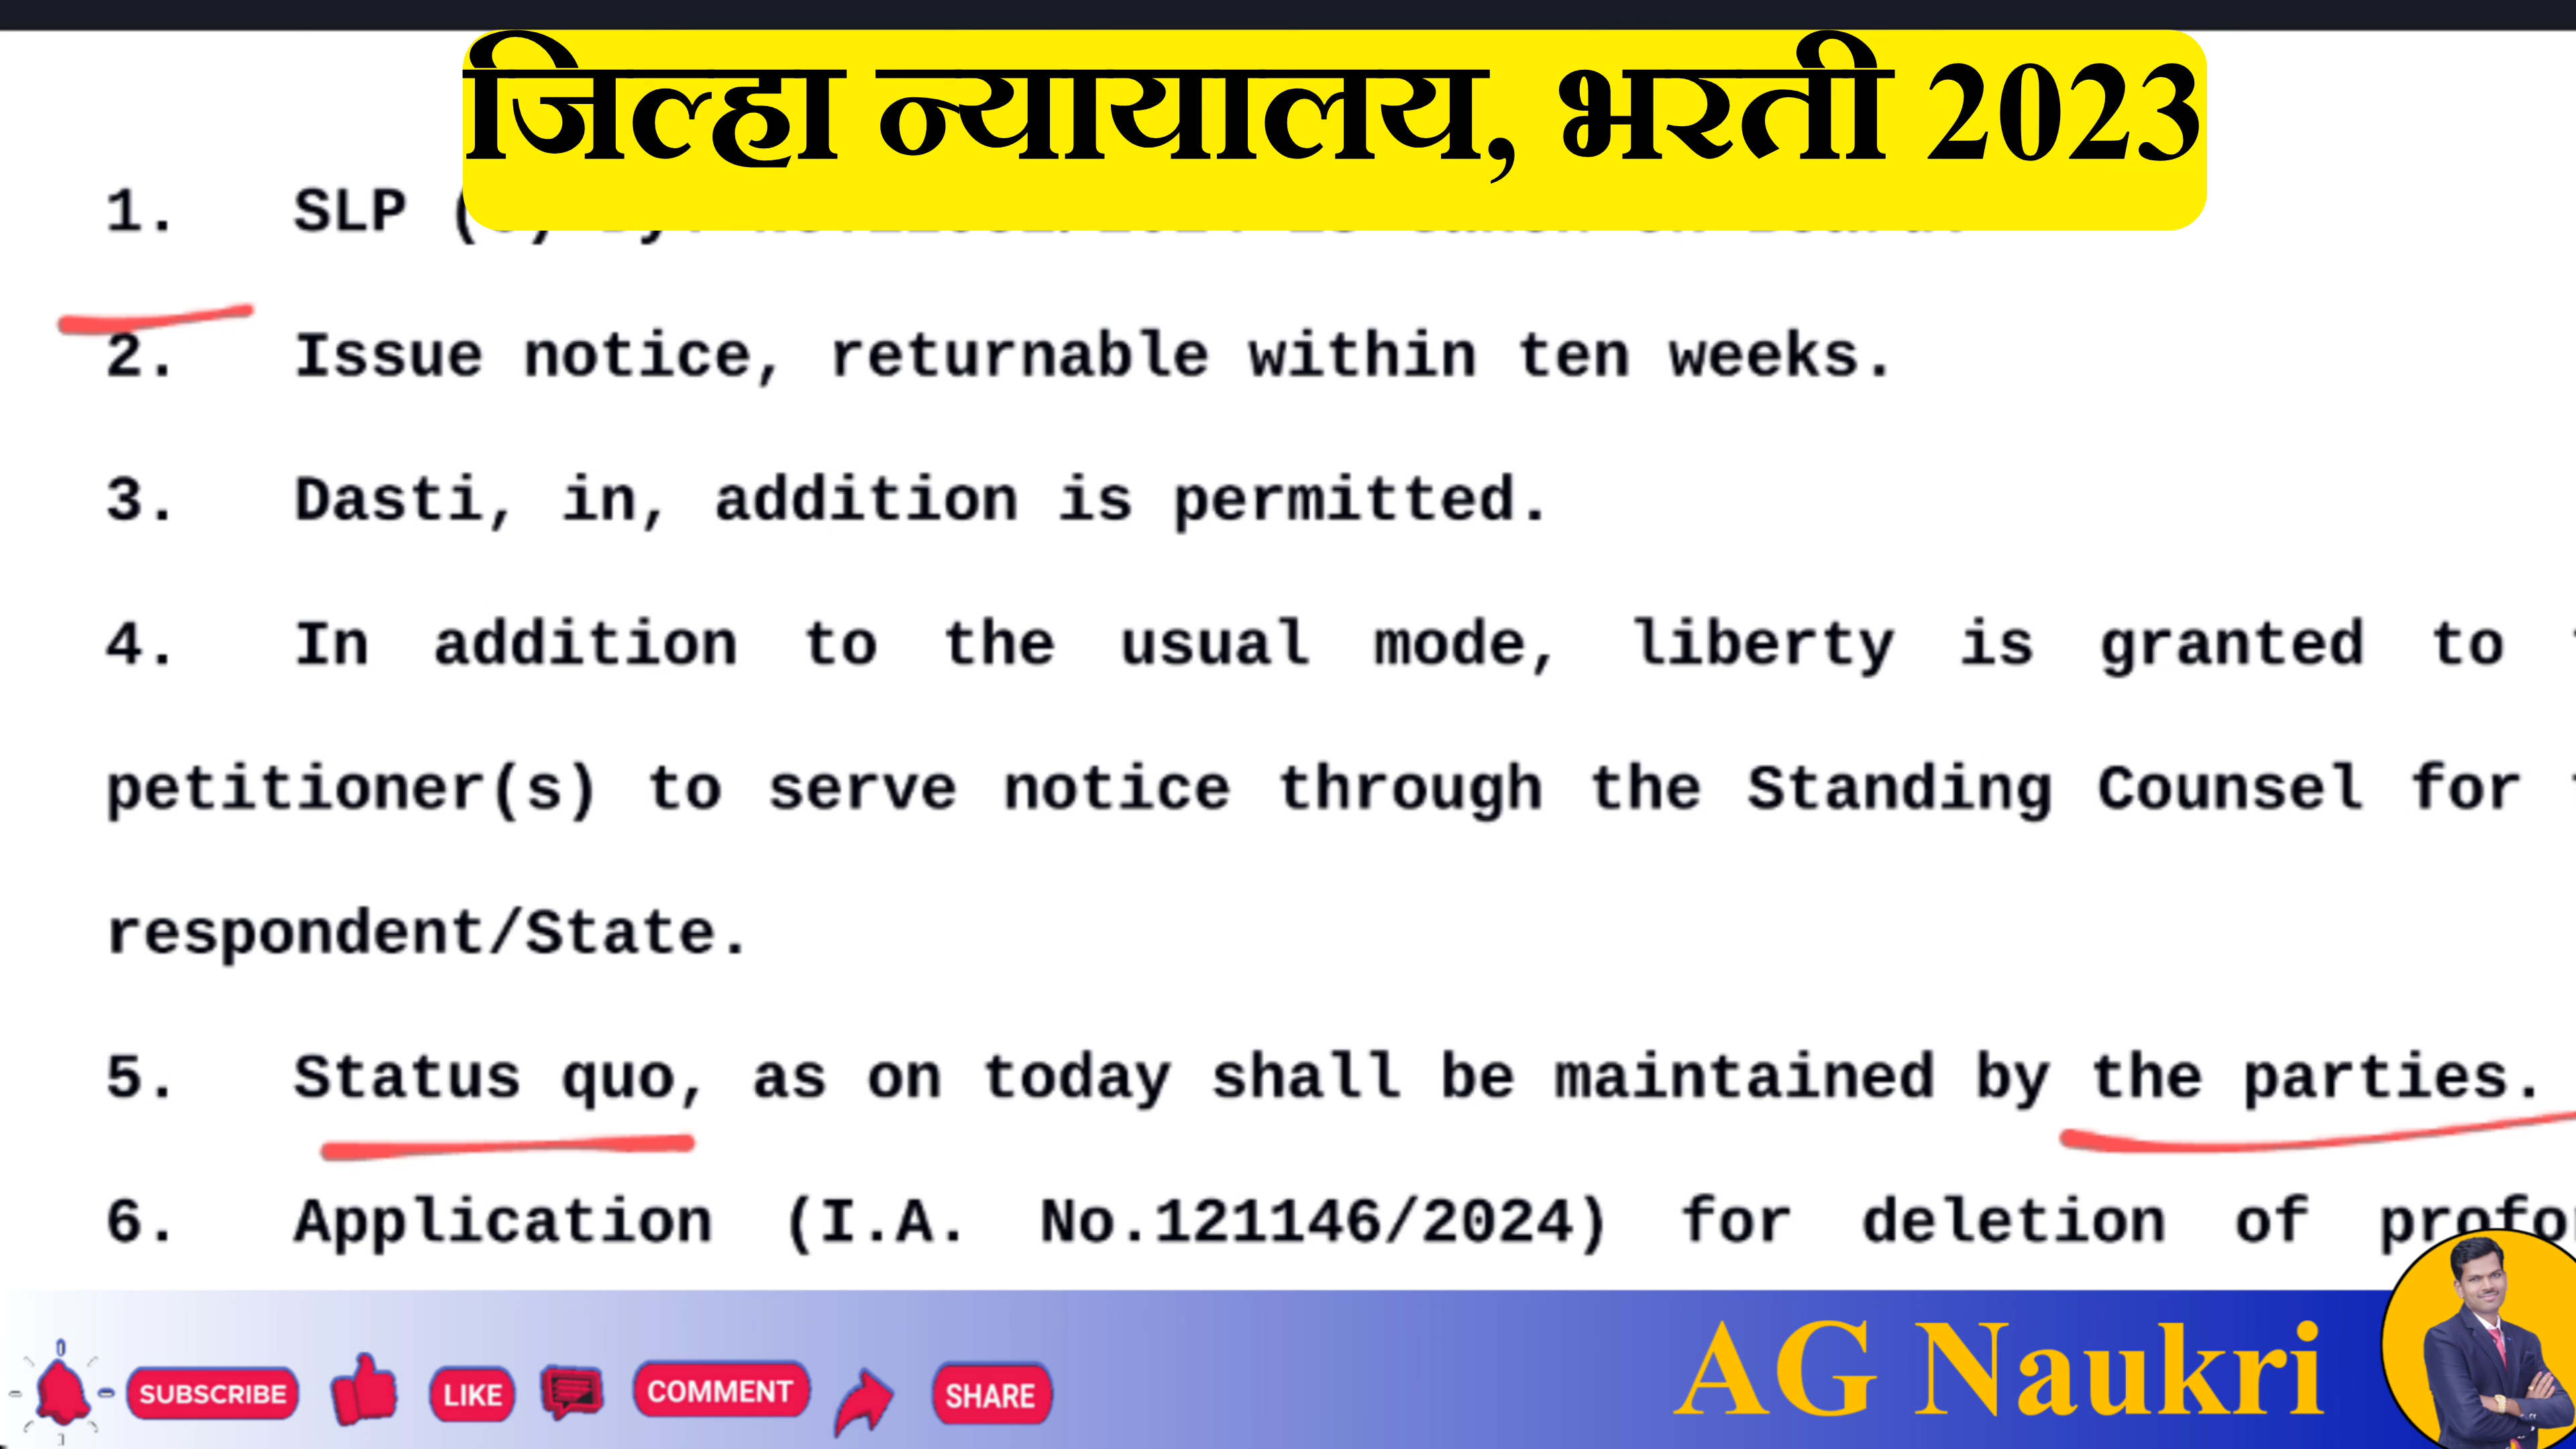 जिल्हा न्यायालय, भरती 2023
1. SLP (
2. Issue notice, returnable within ten weeks.
3. Dasti, in, addition is permitted.
4. In addition to the usual mode, liberty is granted to
petitioner(s) to serve notice through the Standing Counsel for
respondent/State.
5. Status quo, as on today shall be maintained by the parties.
6. Application (I.A. No.121146/2024) for deletion of
SUBSCRIBE LIKE COMMENT SHARE
AG Naukri